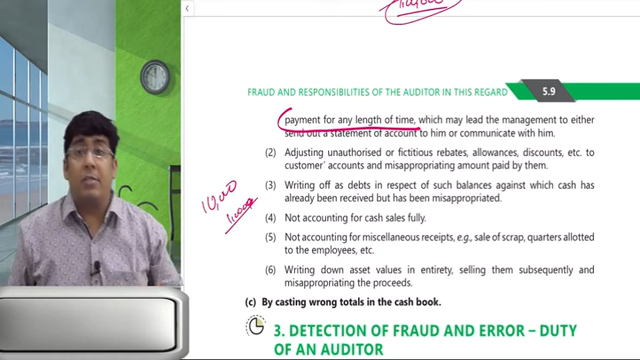 FRAUD AND RESPONSIBILITIES OF THE AUDITOR IN THIS REGARD 5.9
payment for any length of time, which may lead the management to either
send out a statement of account to him or communicate with him.
(2) Adjusting unauthorised or fictitious rebates, allowances, discounts, etc. to
customer's accounts and misappropriating amount paid by them.
(3) Writing off as debts in respect of such balances against which cash has
already been received but has been misappropriated.
(4) Not accounting for cash sales fully.
(5) Not accounting for miscellaneous receipts, e.g., sale of scrap, quarters allotted
to the employees, etc.
(6) Writing down asset values in entirety, selling them subsequently and
misappropriating the proceeds.
(c) By casting wrong totals in the cash book.
3. DETECTION OF FRAUD AND ERROR – DUTY
OF AN AUDITOR